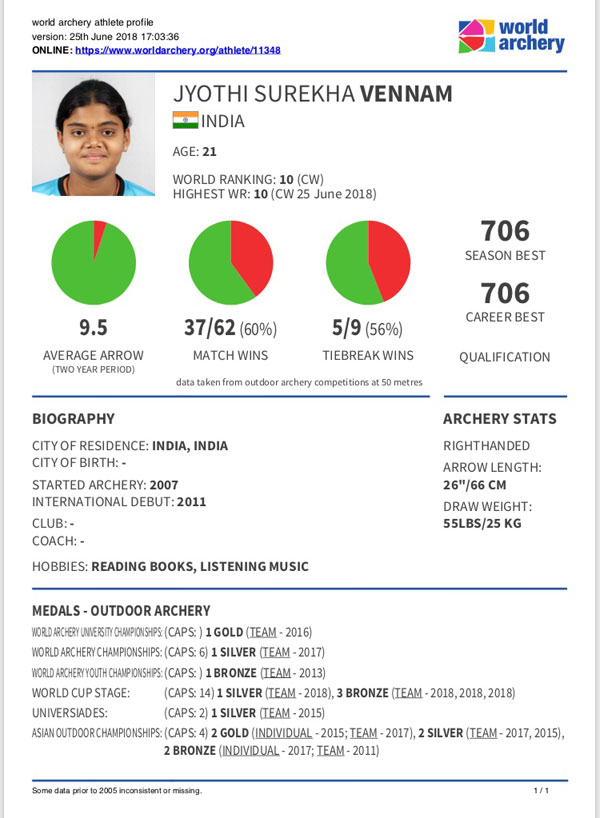 world archery athlete profile
version: 25th June 2018 17:03:36
ONLINE: https://www.worldarchery.org/athlete/11348
world
archery
JYOTHI SUREKHA VENNAM
INDIA
AGE: 21
WORLD RANKING: 10 (CW)
HIGHEST WR: 10 (CW 25 June 2018)
9.5
AVERAGE ARROW
(TWO YEAR PERIOD)
37/62 (60%)
MATCH WINS
5/9 (56%)
TIEBREAK WINS
706
SEASON BEST
706
CAREER BEST
QUALIFICATION
data taken from outdoor archery competitions at 50 metres
BIOGRAPHY
CITY OF RESIDENCE: INDIA, INDIA
CITY OF BIRTH: -
STARTED ARCHERY: 2007
INTERNATIONAL DEBUT: 2011
CLUB: -
COACH: -
HOBBIES: READING BOOKS, LISTENING MUSIC
ARCHERY STATS
RIGHTHANDED
ARROW LENGTH:
26"/66 CM
DRAW WEIGHT:
55LBS/25 KG
MEDALS - OUTDOOR ARCHERY
WORLD ARCHERY UNIVERSITY CHAMPIONSHIPS: (CAPS: ) 1 GOLD (TEAM - 2016)
WORLD ARCHERY CHAMPIONSHIPS: (CAPS: 6) 1 SILVER (TEAM - 2017)
WORLD ARCHERY YOUTH CHAMPIONSHIPS: (CAPS: ) 1 BRONZE (TEAM - 2013)
WORLD CUP STAGE: (CAPS: 14) 1 SILVER (TEAM - 2018), 3 BRONZE (TEAM - 2018, 2018, 2018)
UNIVERSIADES: (CAPS: 2) 1 SILVER (TEAM - 2015)
ASIAN OUTDOOR CHAMPIONSHIPS: (CAPS: 4) 2 GOLD (INDIVIDUAL - 2015; TEAM - 2017), 2 SILVER (TEAM - 2017, 2015),
2 BRONZE (INDIVIDUAL - 2017; TEAM - 2011)
Some data prior to 2005 inconsistent or missing.
1 / 1